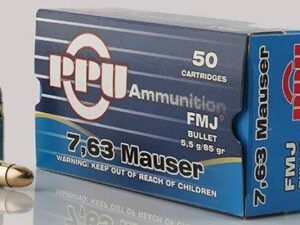 PPU
50
CARTRIDGES
Ammunition
FMJ
BULLET
5,5 g/85 gr
7,63 Mauser
WARNING: KEEP OUT OF REACH OF CHILDREN
FMJ
7,63 Mauser